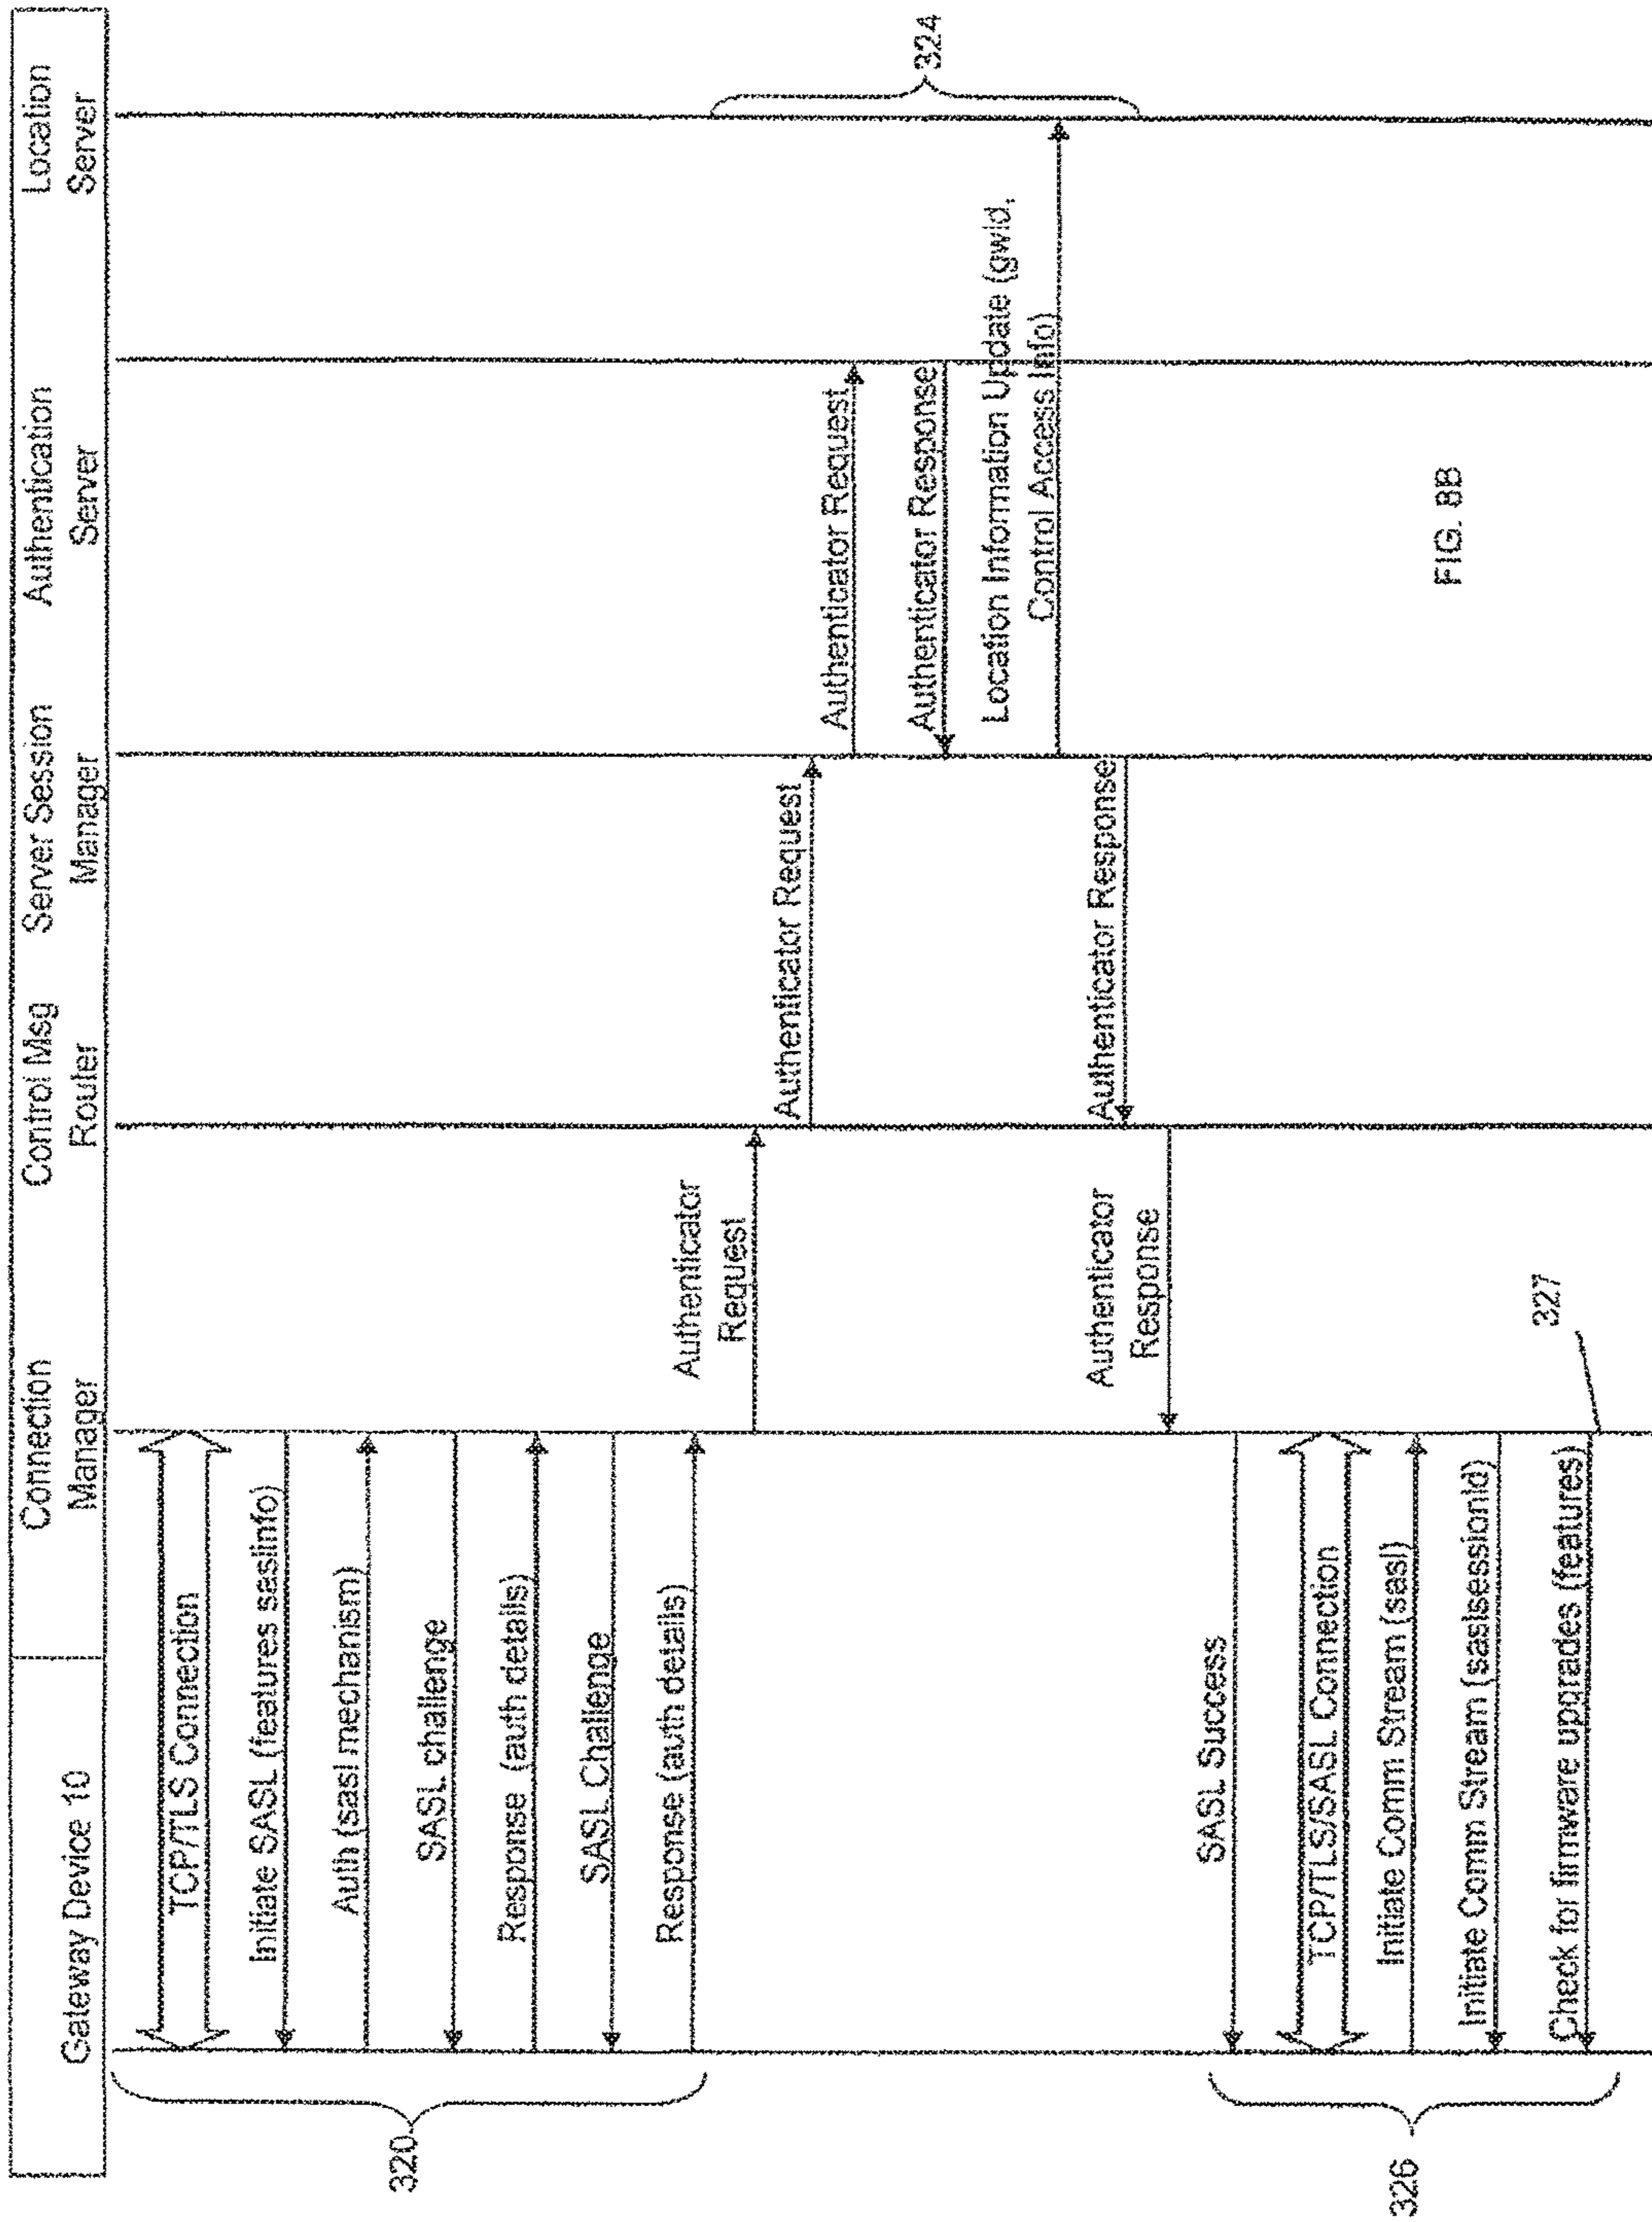 Gateway Device 10
Connection
Manager
Control Msg
Router
Server Session
Manager
Authentication
Server
Location
Server
TCP/TLS Connection
Initiate SASL (features saslinfo)
Auth (sasl mechanism)
SASL challenge
Response (auth details)
SASL Challenge
Response (auth details)
320
Authenticator
Request
Authenticator Request
Authenticator Request
Authenticator Response
Location Information Update (gwId,
Control Access Info)
324
Authenticator Response
Authenticator
Response
SASL Success
TCP/TLS/SASL Connection
Initiate Comm Stream (sasl)
Initiate Comm Stream (saslsessionId)
Check for firmware upgrades (features)
326
327
FIG. 8B